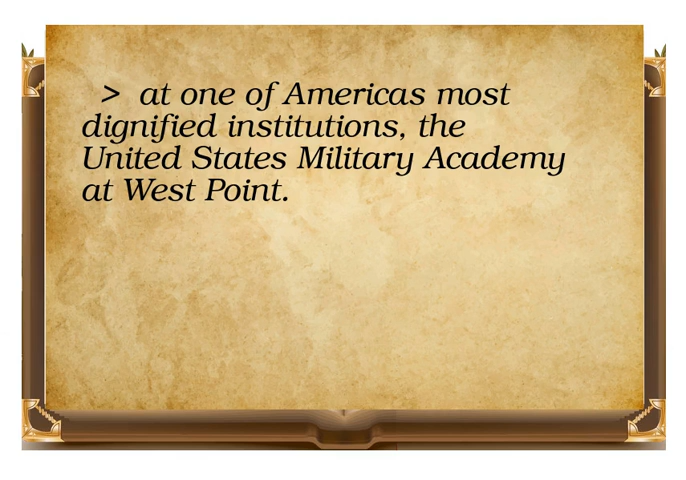 > at one of Americas most
dignified institutions, the
United States Military Academy
at West Point.